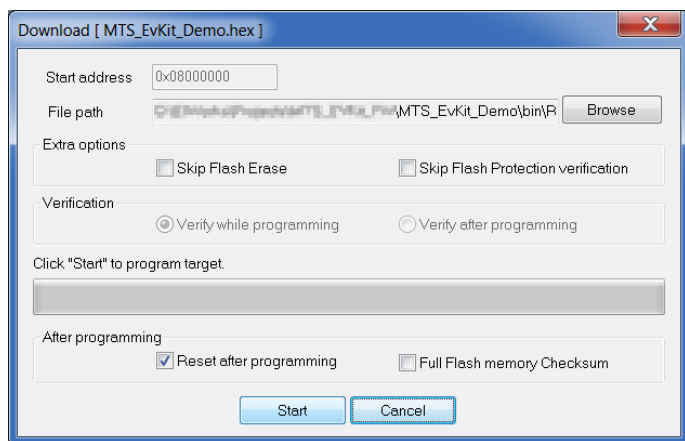 Download [ MTS_EvKit_Demo.hex ]
Start address 0x08000000
File path \MTS_EvKit_Demo\bin\R Browse
Extra options
Skip Flash Erase Skip Flash Protection verification
Verification
Verify while programming Verify after programming
Click "Start" to program target.
After programming
Reset after programming Full Flash memory Checksum
Start Cancel